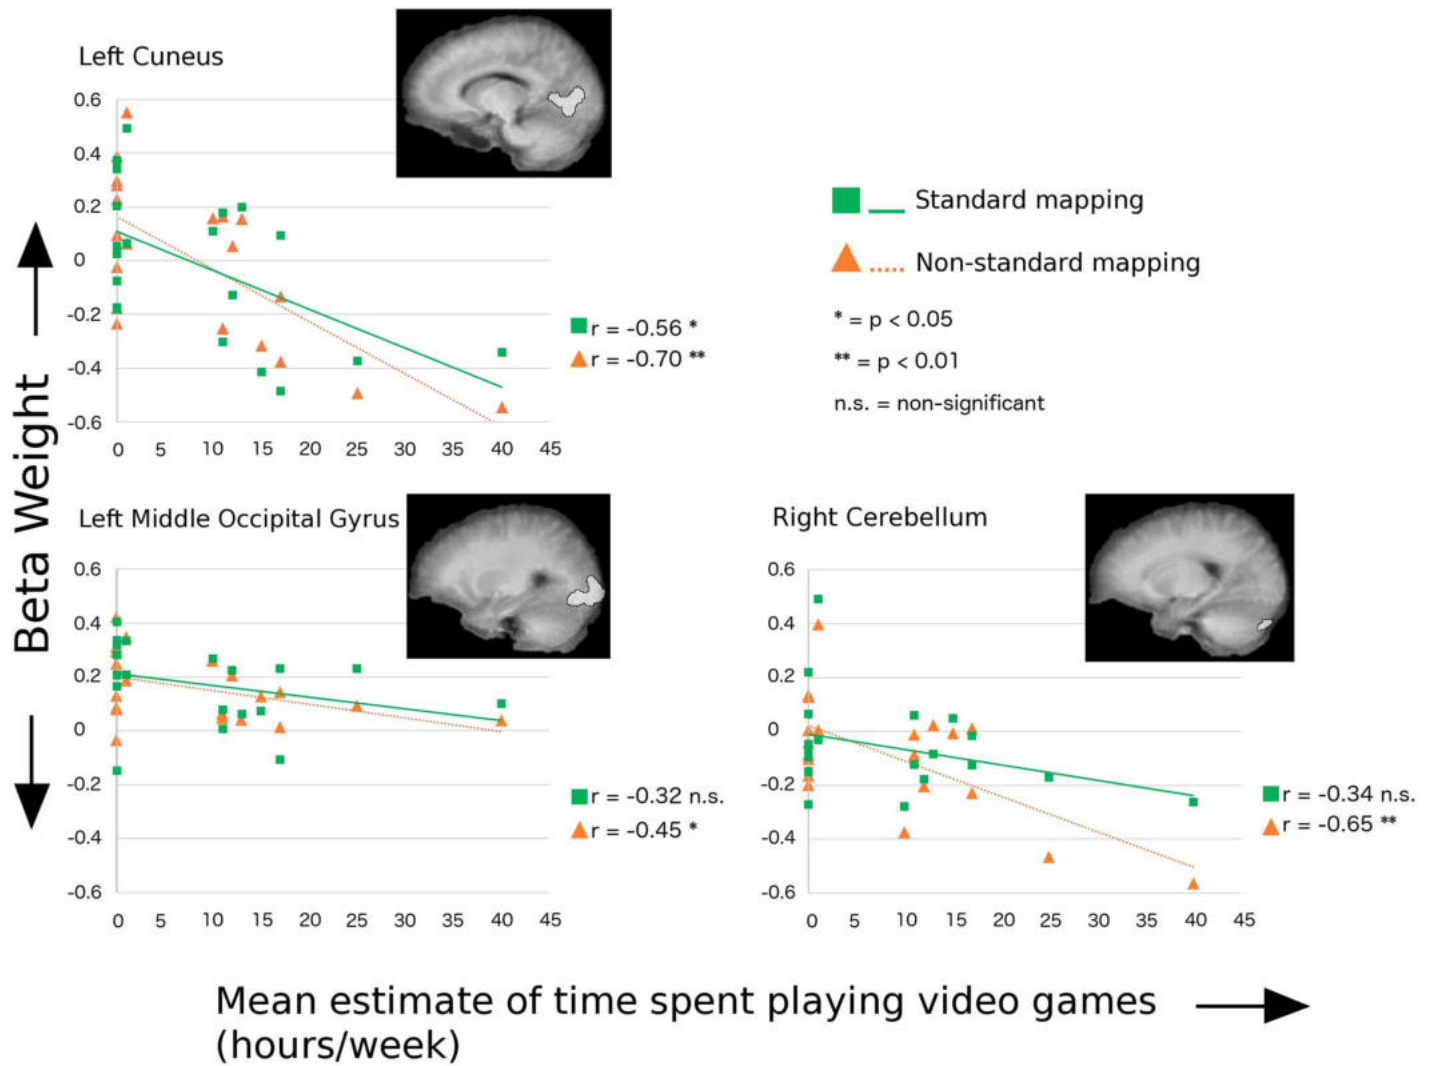 Left Cuneus
0.6
0.4
0.2
0
-0.2
-0.4
-0.6
0 5 10 15 20 25 30 35 40 45
r = -0.56 *
r = -0.70 **
Standard mapping
Non-standard mapping
* = p < 0.05
** = p < 0.01
n.s. = non-significant
Beta Weight
Left Middle Occipital Gyrus
0.6
0.4
0.2
0
-0.2
-0.4
-0.6
0 5 10 15 20 25 30 35 40 45
r = -0.32 n.s.
r = -0.45 *
Right Cerebellum
0.6
0.4
0.2
0
-0.2
-0.4
-0.6
0 5 10 15 20 25 30 35 40 45
r = -0.34 n.s.
r = -0.65 **
Mean estimate of time spent playing video games
(hours/week)